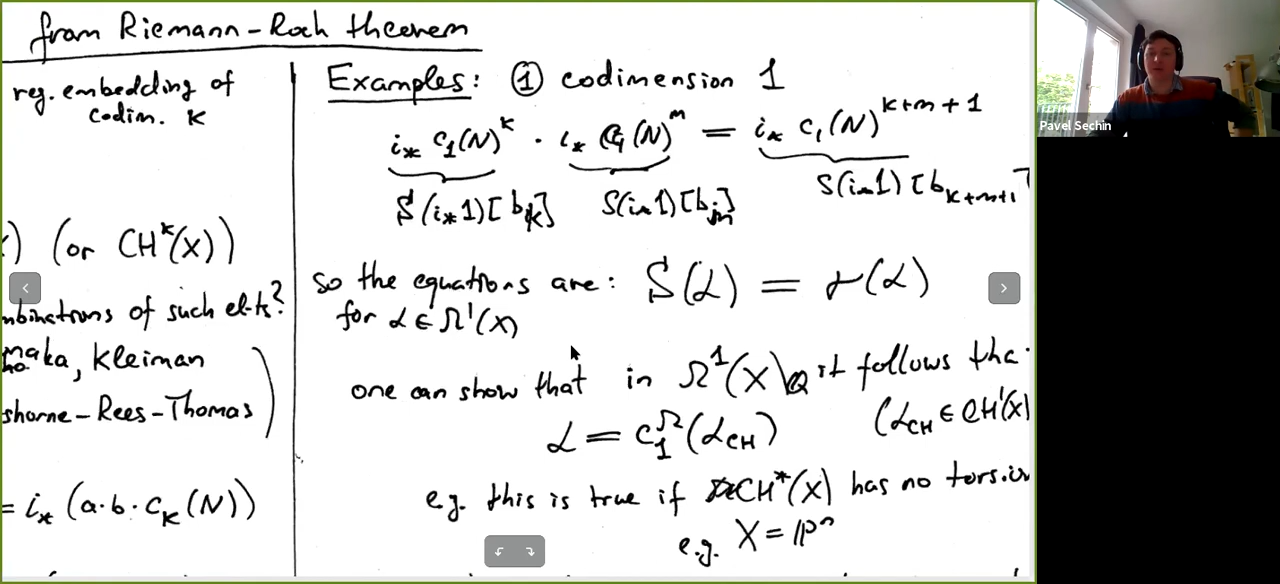 from Riemann-Roch theorem
reg. embedding of
codim. K
) (or CH^k(X))
mbinations of such el-ts?
maka, Kleiman
shorne-Rees-Thomas
= i_* (a·b·c_K(N))
Examples: ① codimension 1
i_* c_1(N)^k · i_* c_1(N)^m = i_* c_1(N)^{k+m+1}
S(i_*1)[b_k] S(i_*1)[b_m] S(i_*1)[b_{k+m+1}]
so the equations are: S(α) = r(α)
for α ∈ Ω^1(X)
one can show that in Ω^1(X)_Q it follows tha
α = c_1^Ω(α_CH) (α_CH ∈ CH^1(X)
e.g. this is true if CH^*(X) has no torsion
e.g. X = ℙ^n
Pavel Sechin